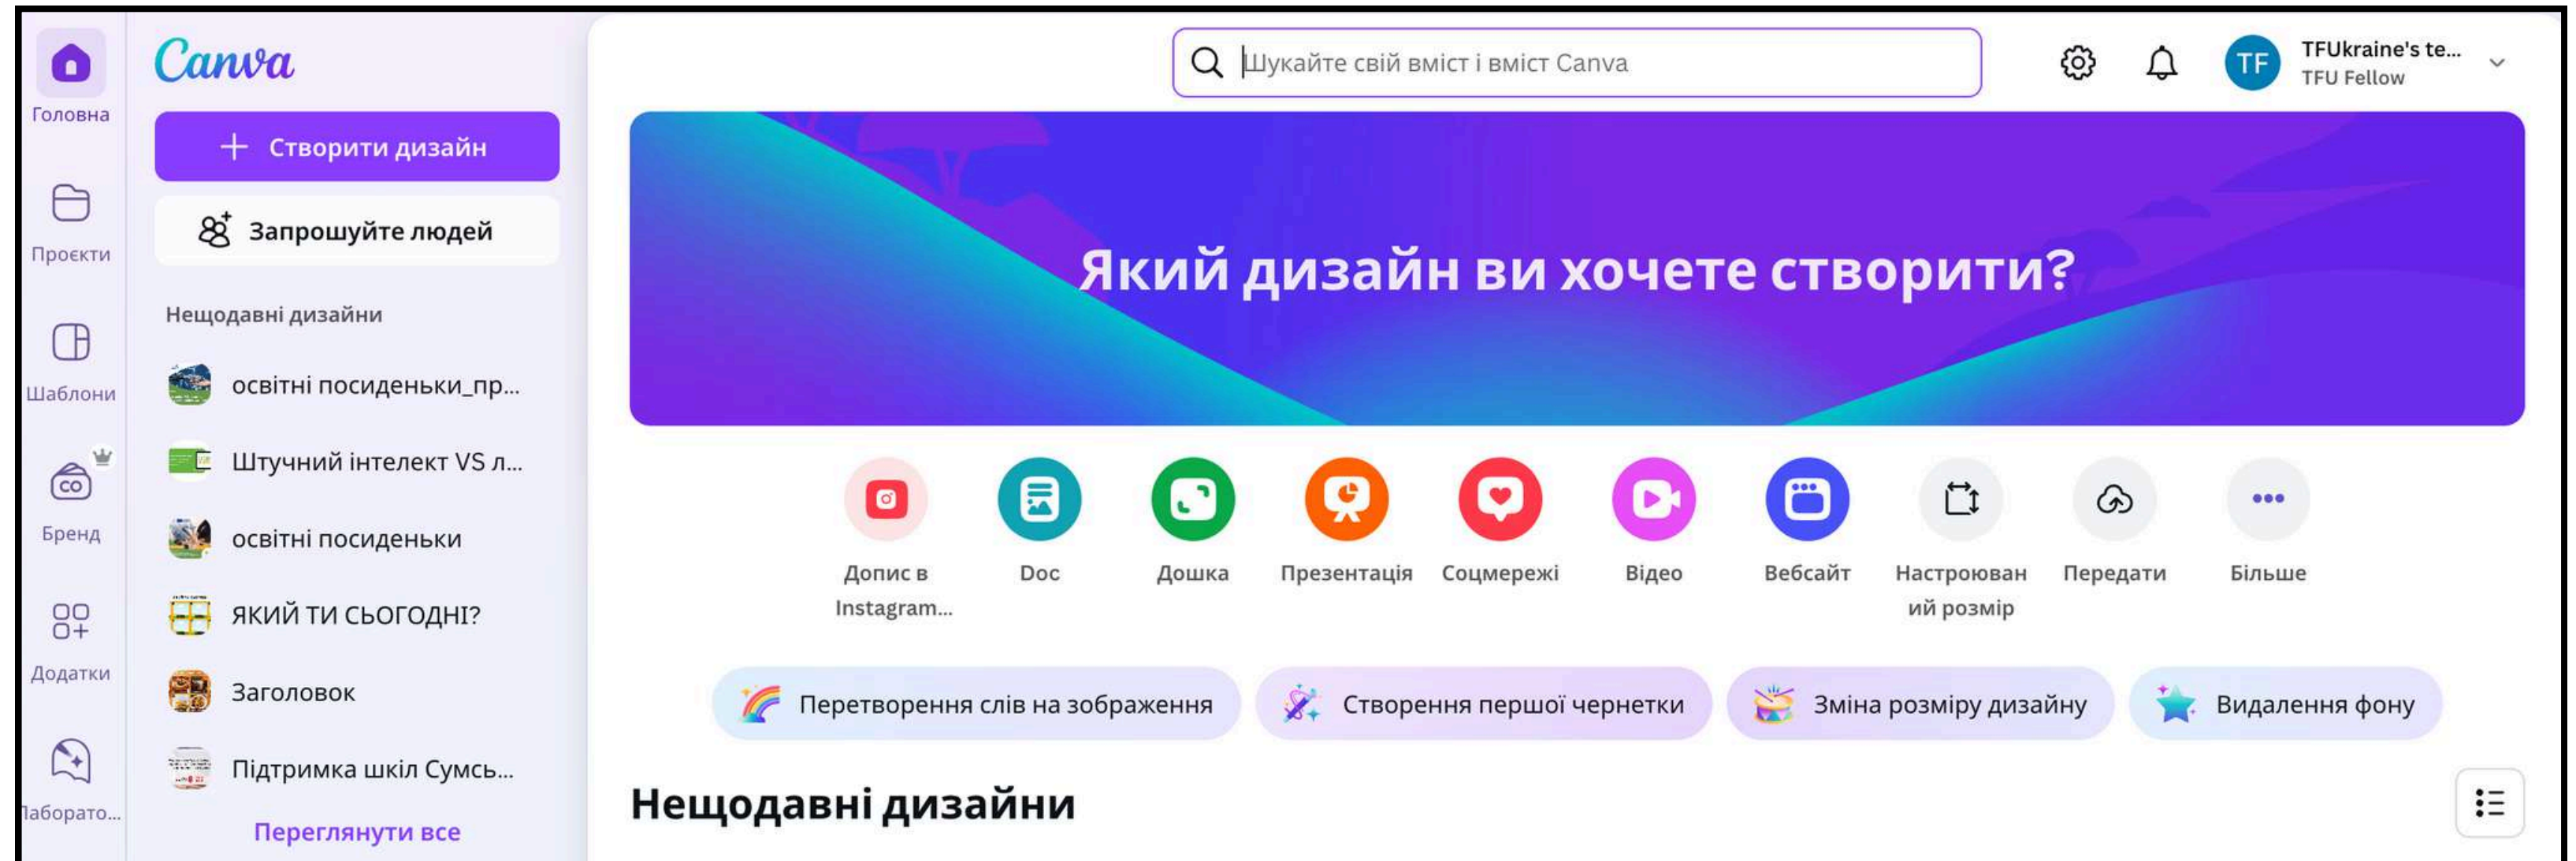 Головна
Проєкти
Шаблони
CO
Бренд
Додатки
Лаборато...
Canva
+ Створити дизайн
Запрошуйте людей
Нещодавні дизайни
освітні посиденьки_пр...
Штучний інтелект VS л...
освітні посиденьки
ЯКИЙ ТИ СЬОГОДНІ?
Заголовок
Підтримка шкіл Сумсь...
Переглянути все
Шукайте свій вміст і вміст Canva
TF
TFUkraine's te...
TFU Fellow
Який дизайн ви хочете створити?
Допис в
Instagram...
Doc
Дошка
Презентація
Соцмережі
Відео
Вебсайт
Настроюван
ий розмір
Передати
Більше
Перетворення слів на зображення
Створення першої чернетки
Зміна розміру дизайну
Видалення фону
Нещодавні дизайни